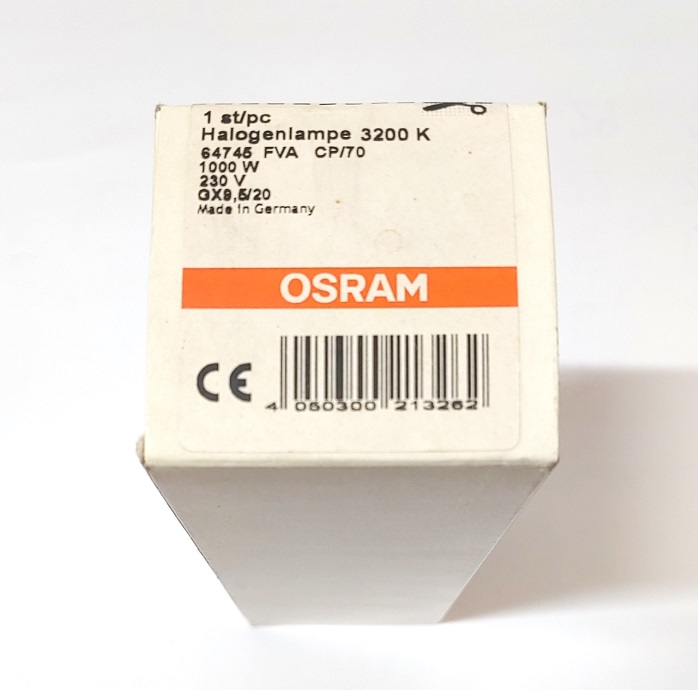 1 st/pc
Halogenlampe 3200 K
64745 FVA CP/70
1000 W
230 V
GX9,5/20
Made in Germany
OSRAM
CE
4 050300 213262